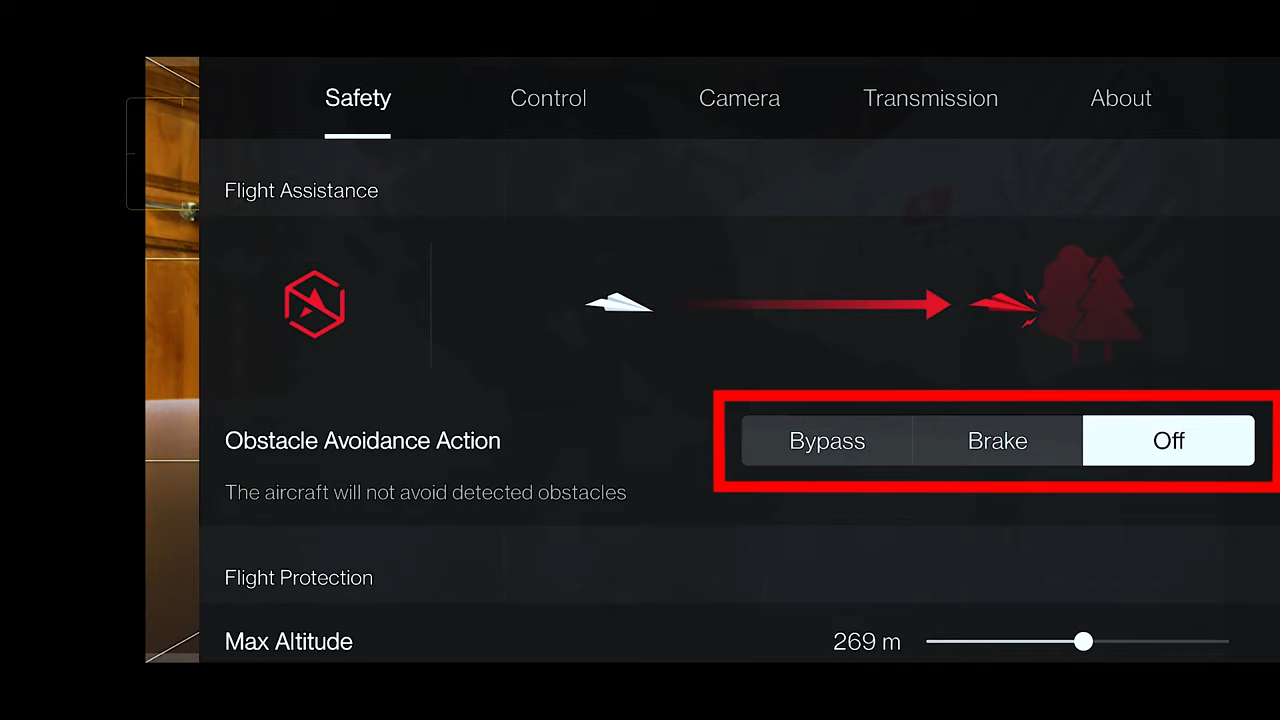 Safety Control Camera Transmission About
Flight Assistance
Obstacle Avoidance Action Bypass Brake Off
The aircraft will not avoid detected obstacles
Flight Protection
Max Altitude 269 m